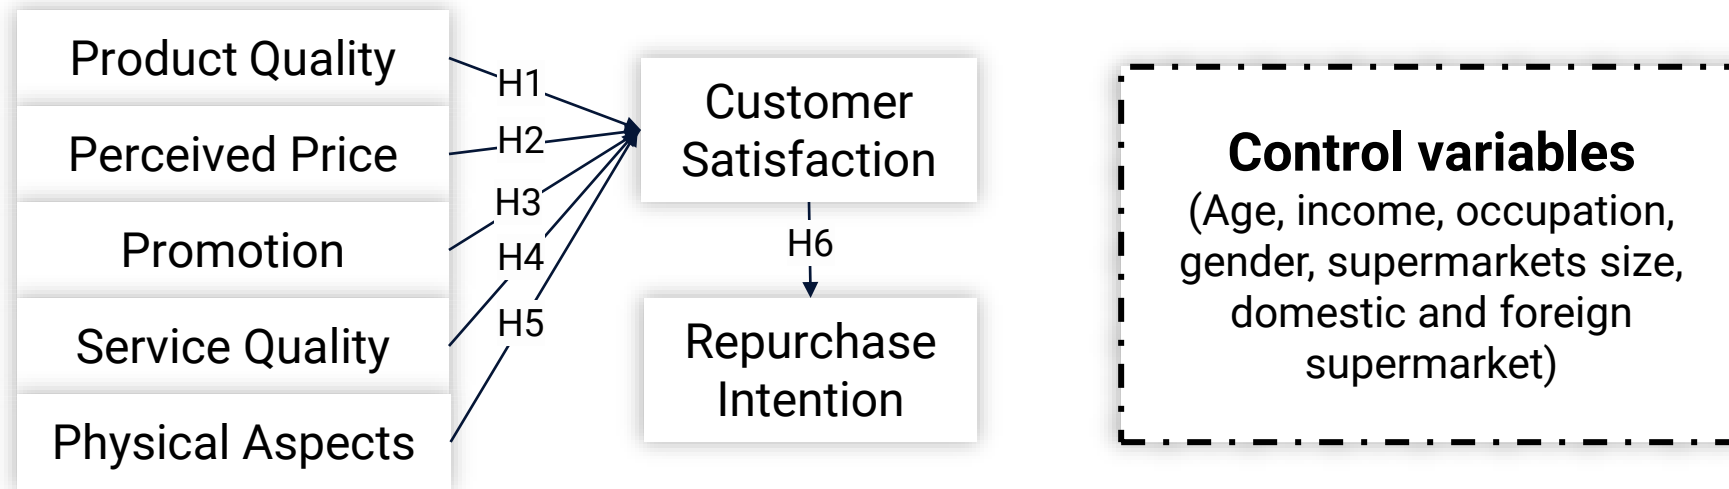 Product Quality
Perceived Price
Promotion
Service Quality
Physical Aspects
H1
H2
H3
H4
H5
Customer
Satisfaction
H6
Repurchase
Intention
Control variables
(Age, income, occupation,
gender, supermarkets size,
domestic and foreign
supermarket)